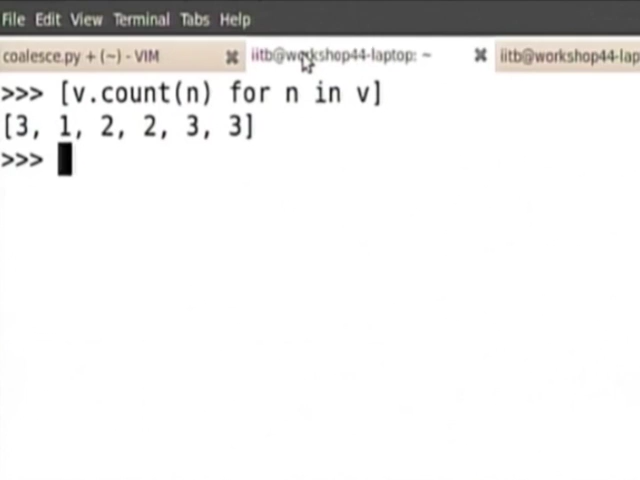 File Edit View Terminal Tabs Help
coalesce.py + (~) - VIM
iitb@workshop44-laptop: ~
iitb@workshop44-lap
>>> [v.count(n) for n in v]
[3, 1, 2, 2, 3, 3]
>>>